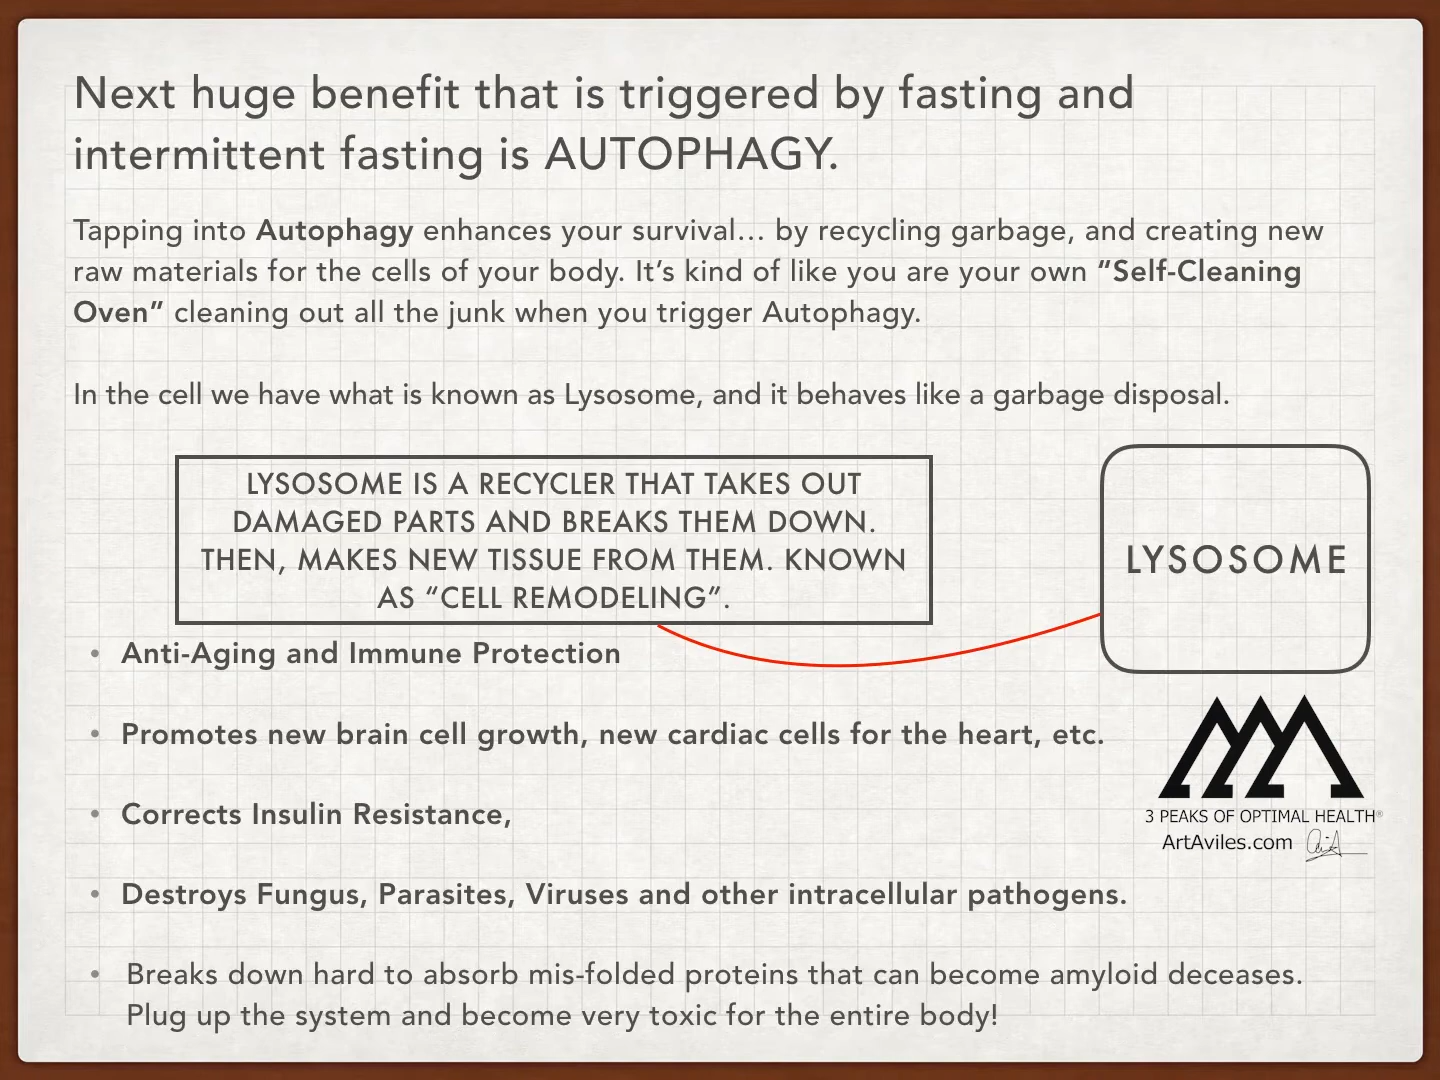 Next huge benefit that is triggered by fasting and
intermittent fasting is AUTOPHAGY.
Tapping into Autophagy enhances your survival… by recycling garbage, and creating new
raw materials for the cells of your body. It’s kind of like you are your own ”Self-Cleaning
Oven” cleaning out all the junk when you trigger Autophagy.
In the cell we have what is known as Lysosome, and it behaves like a garbage disposal.
LYSOSOME IS A RECYCLER THAT TAKES OUT
DAMAGED PARTS AND BREAKS THEM DOWN.
THEN, MAKES NEW TISSUE FROM THEM. KNOWN
AS “CELL REMODELING”.
LYSOSOME
• Anti-Aging and Immune Protection
• Promotes new brain cell growth, new cardiac cells for the heart, etc.
• Corrects Insulin Resistance,
• Destroys Fungus, Parasites, Viruses and other intracellular pathogens.
• Breaks down hard to absorb mis-folded proteins that can become amyloid deceases.
Plug up the system and become very toxic for the entire body!
3 PEAKS OF OPTIMAL HEALTH®
ArtAviles.com